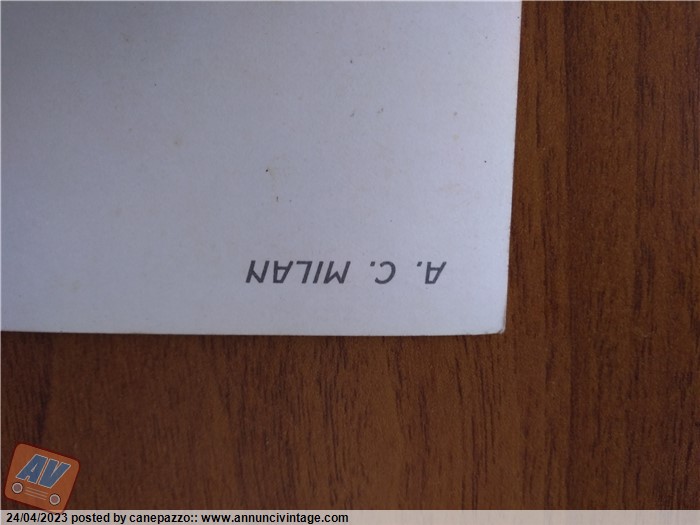 A. C. MILAN
AV
24/04/2023 posted by canepazzo:: www.annuncivintage.com